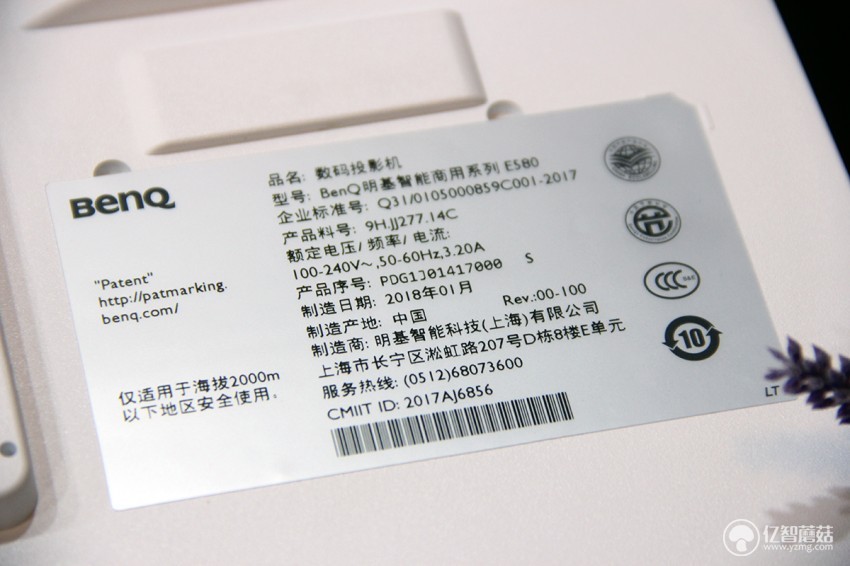 BenQ
"Patent"
http://patmarking.
benq.com/
仅适用于海拔2000m
以下地区安全使用。
品名: 数码投影机
型号: BenQ明基智能商用系列 E580
企业标准号: Q31/0105000859C001-2017
产品料号: 9H.JJ277.14C
额定电压/ 频率/ 电流:
100-240V~,50-60Hz,3.20A
产品序号: PDG1J01417000 S
制造日期: 2018年01月
制造产地: 中国 Rev.:00-100
制造商: 明基智能科技(上海)有限公司
上海市长宁区淞虹路207号D栋8楼E单元
服务热线: (0512)68073600
CMIIT ID: 2017AJ6856
CCC S&E
10
LT
亿智蘑菇
www.yzmg.com